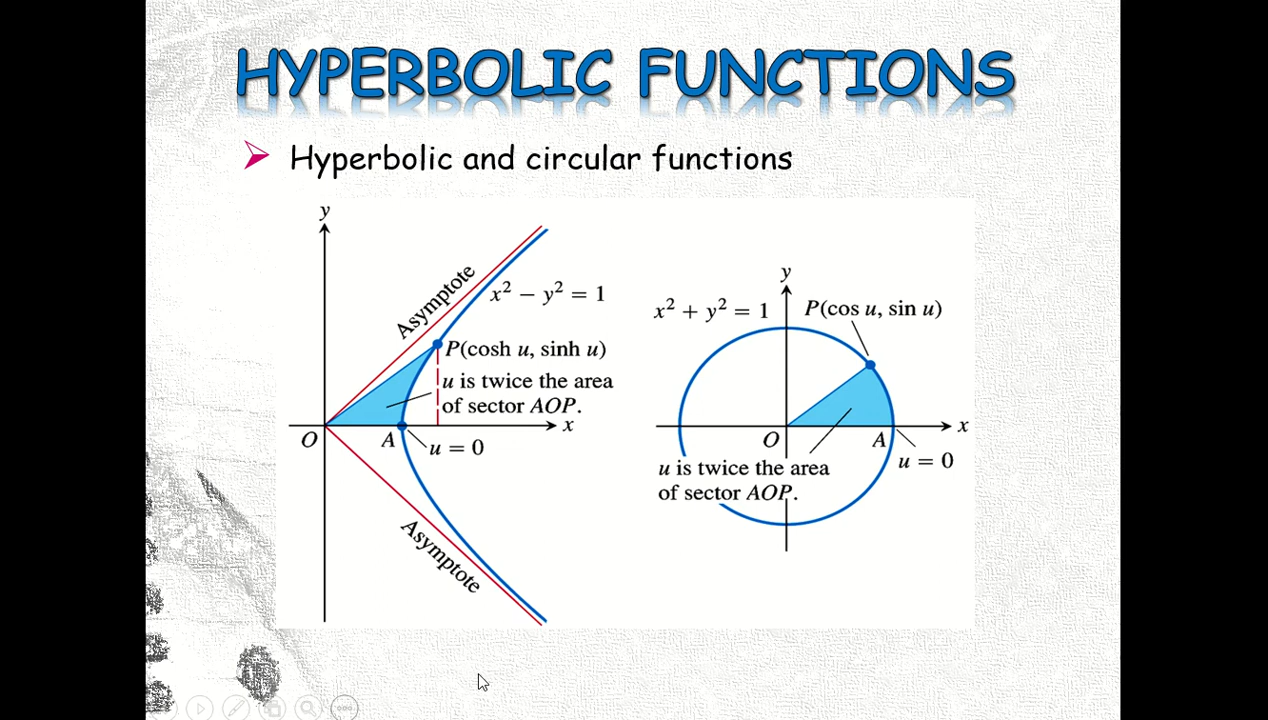 HYPERBOLIC FUNCTIONS
Hyperbolic and circular functions
y
Asymptote
x² − y² = 1
P(cosh u, sinh u)
u is twice the area
of sector AOP.
x
O
A
u = 0
Asymptote
y
x² + y² = 1
P(cos u, sin u)
x
O
A
u = 0
u is twice the area
of sector AOP.